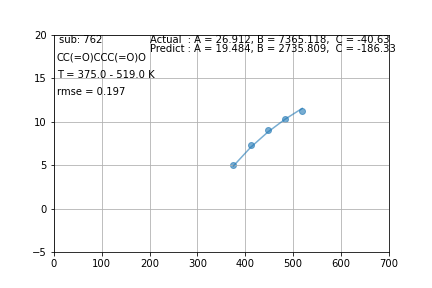 sub: 762
Actual : A = 26.912, B = 7365.118, C = -40.63
Predict : A = 19.484, B = 2735.809, C = -186.33
CC(=O)CCC(=O)O
T = 375.0 - 519.0 K
rmse = 0.197
20
15
10
5
0
−5
0 100 200 300 400 500 600 700